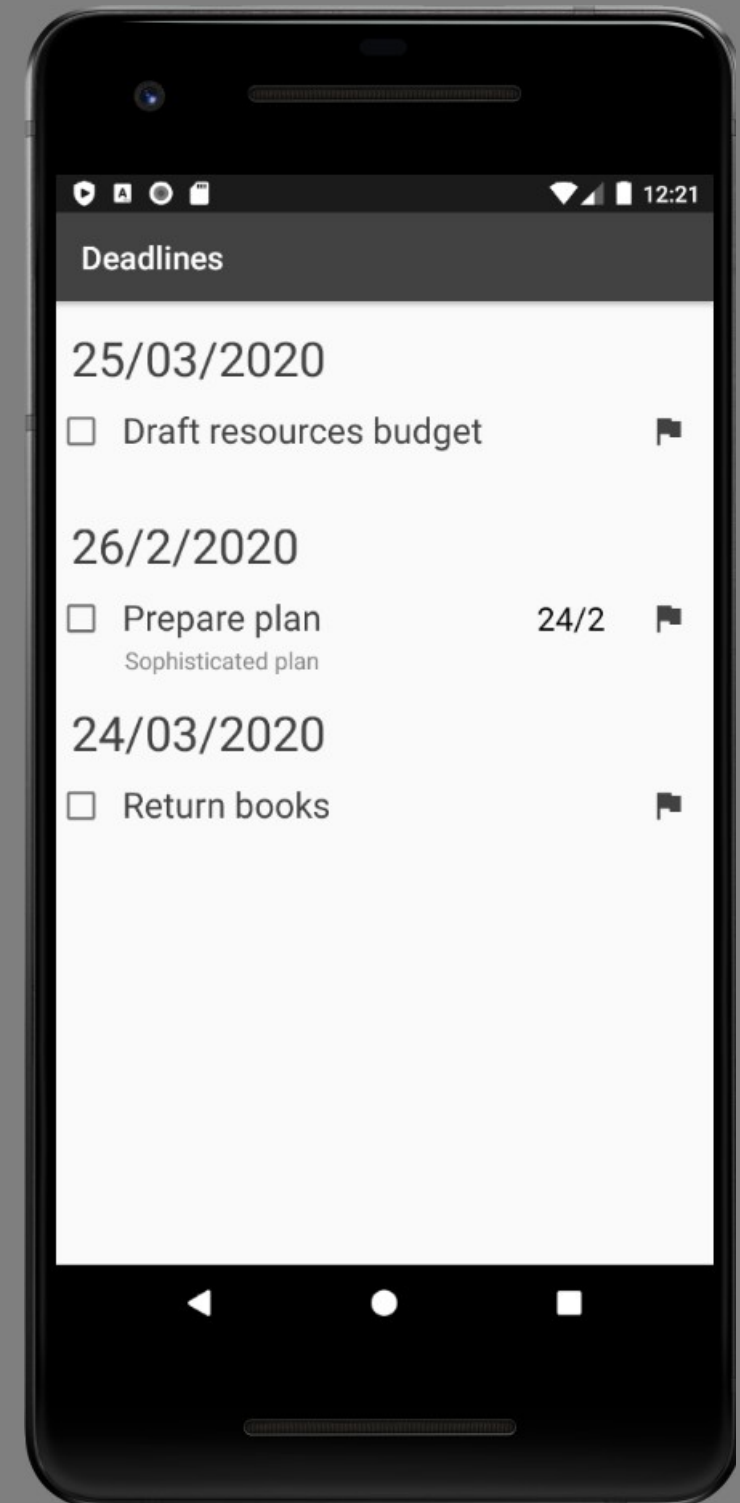 12:21
Deadlines
25/03/2020
Draft resources budget
26/2/2020
Prepare plan 24/2
Sophisticated plan
24/03/2020
Return books